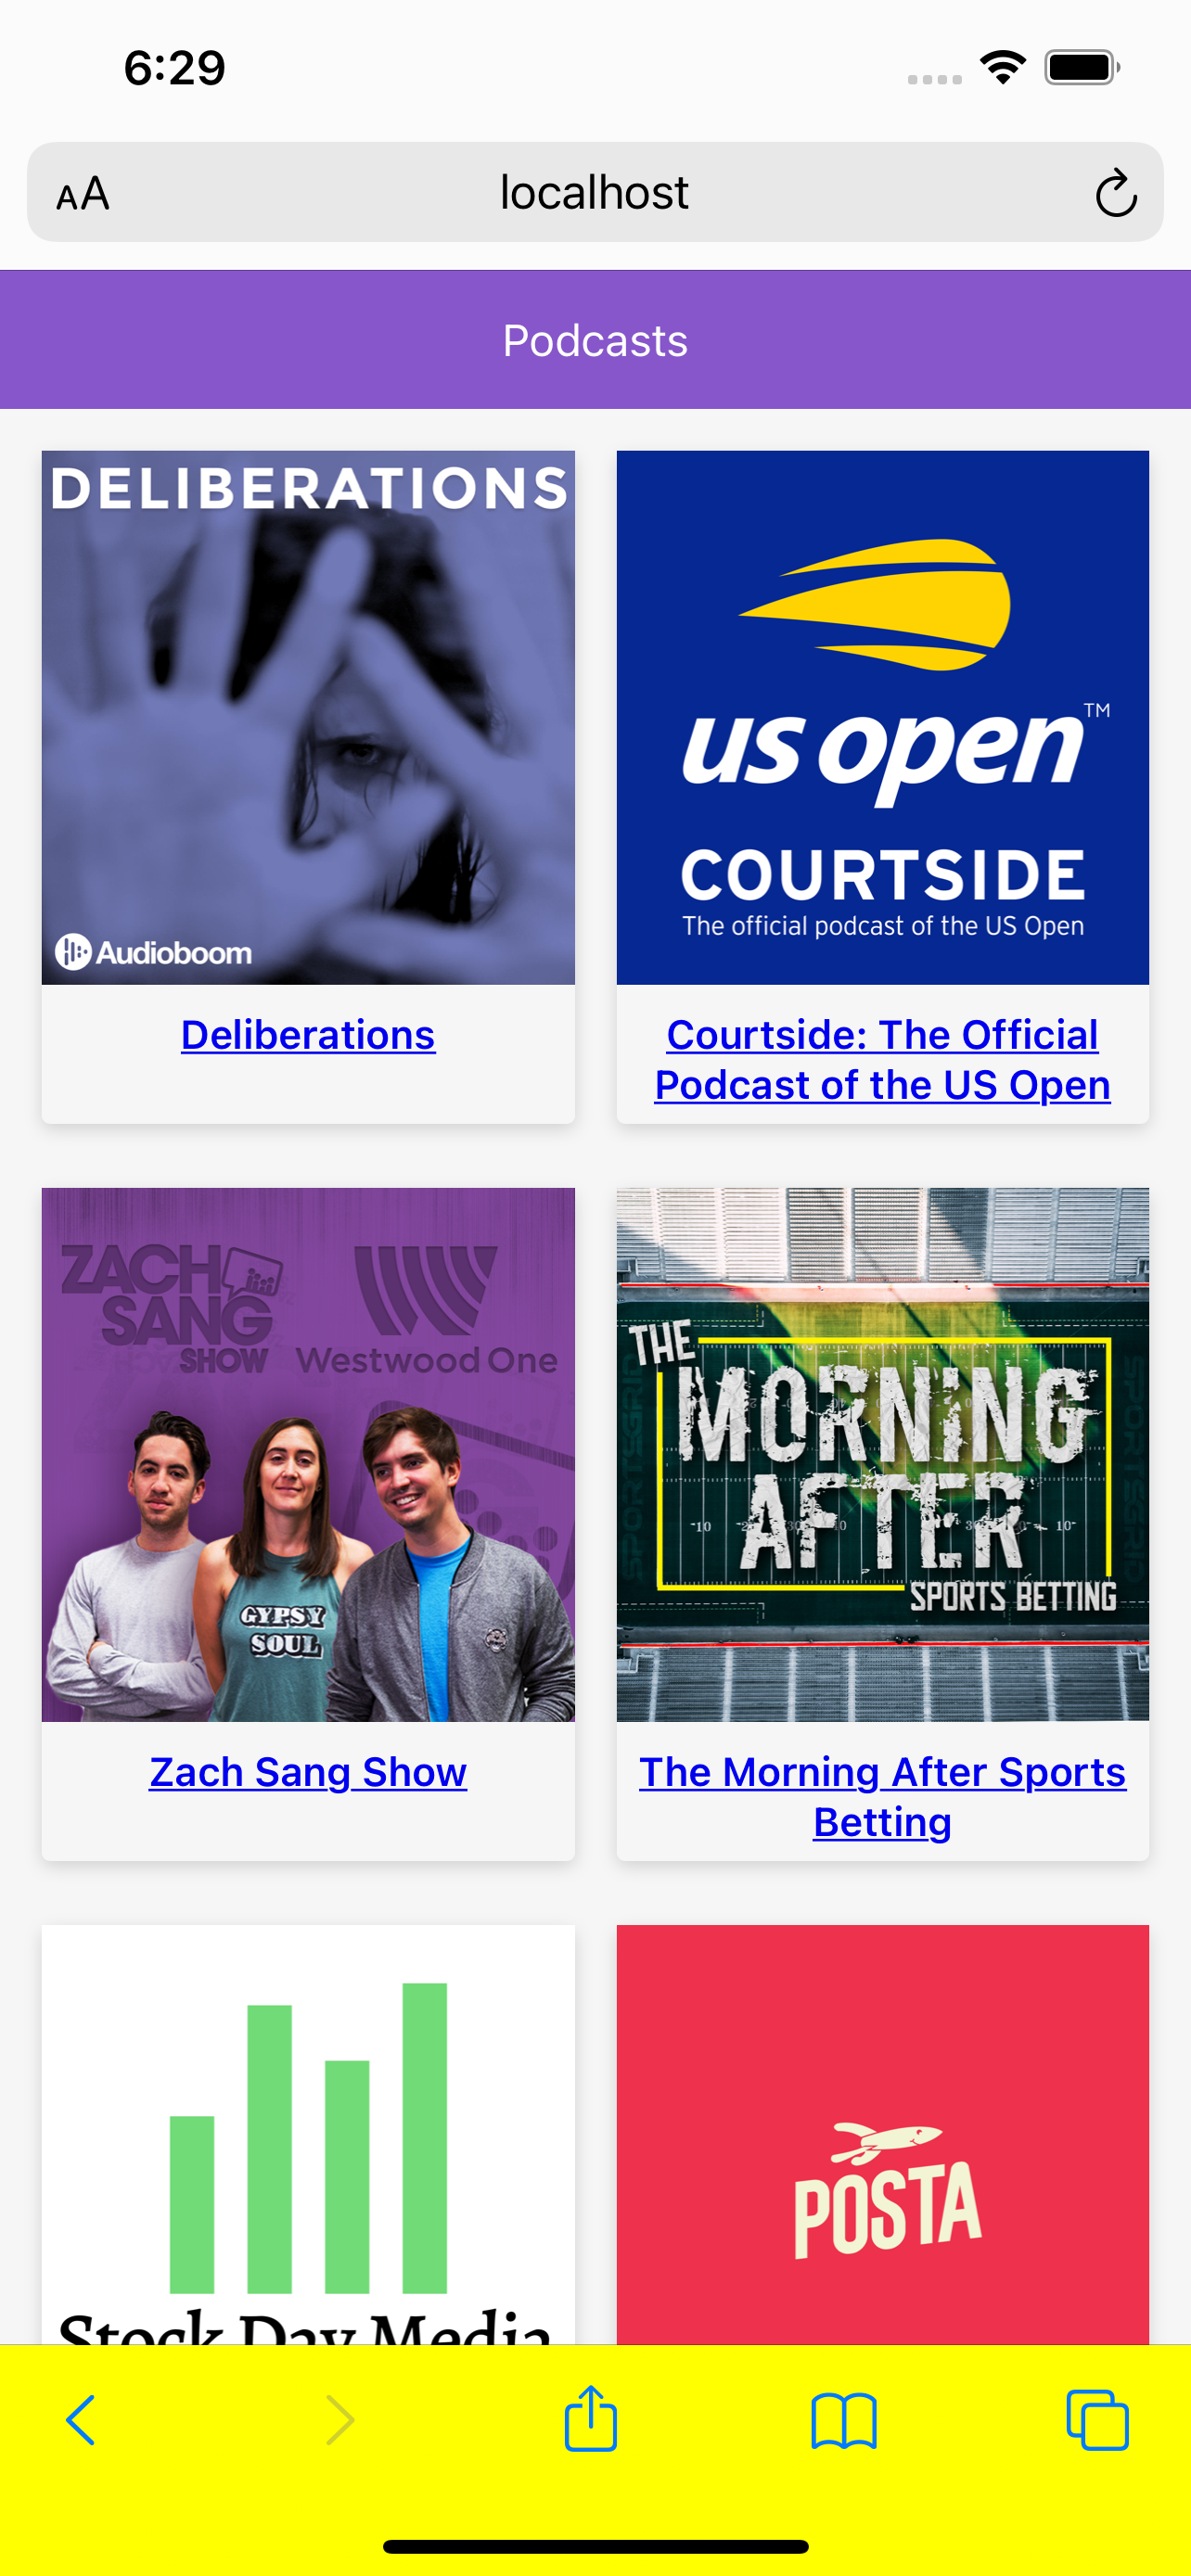 6:29
AA
localhost
Podcasts
DELIBERATIONS
Audioboom
us open™
COURTSIDE
The official podcast of the US Open
Deliberations
Courtside: The Official
Podcast of the US Open
ZACH
SANG
SHOW
Westwood One
GYPSY
SOUL
Zach Sang Show
THE
MORNING
AFTER
SPORTS BETTING
The Morning After Sports
Betting
Stock Day Media
POSTA